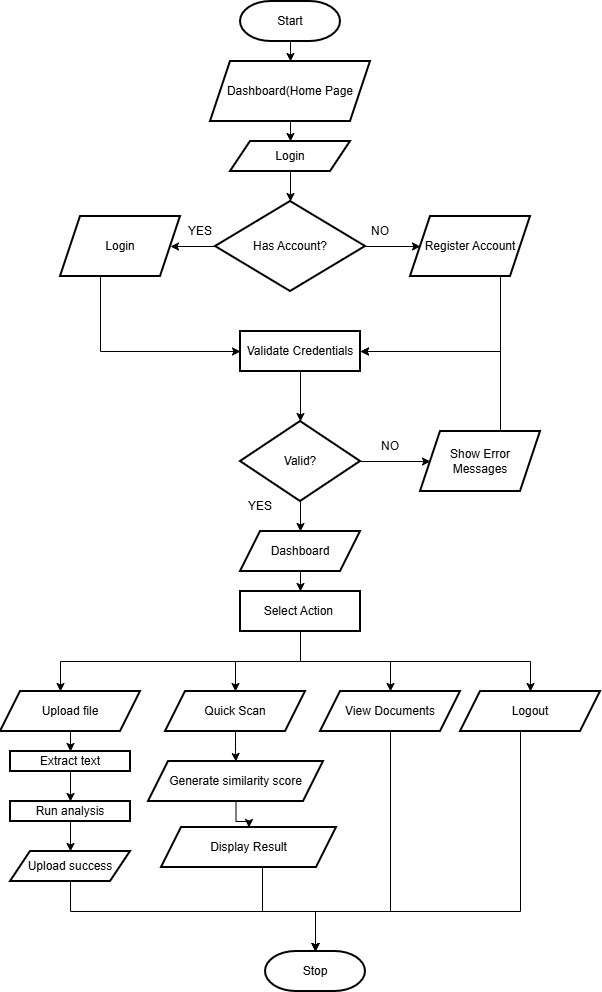 Start
Dashboard(Home Page
Login
YES
NO
Login
Has Account?
Register Account
Validate Credentials
Valid?
NO
Show Error
Messages
YES
Dashboard
Select Action
Upload file
Quick Scan
View Documents
Logout
Extract text
Generate similarity score
Run analysis
Display Result
Upload success
Stop